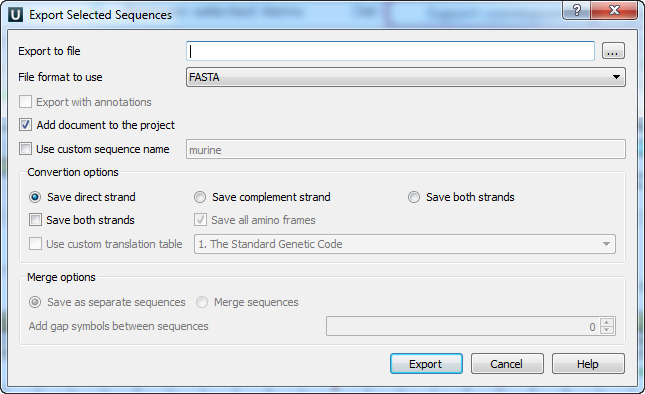 U Export Selected Sequences ?
Export to file ...
File format to use FASTA
Export with annotations
Add document to the project
Use custom sequence name murine
Convertion options
Save direct strand Save complement strand Save both strands
Save both strands Save all amino frames
Use custom translation table 1. The Standard Genetic Code
Merge options
Save as separate sequences Merge sequences
Add gap symbols between sequences 0
Export Cancel Help